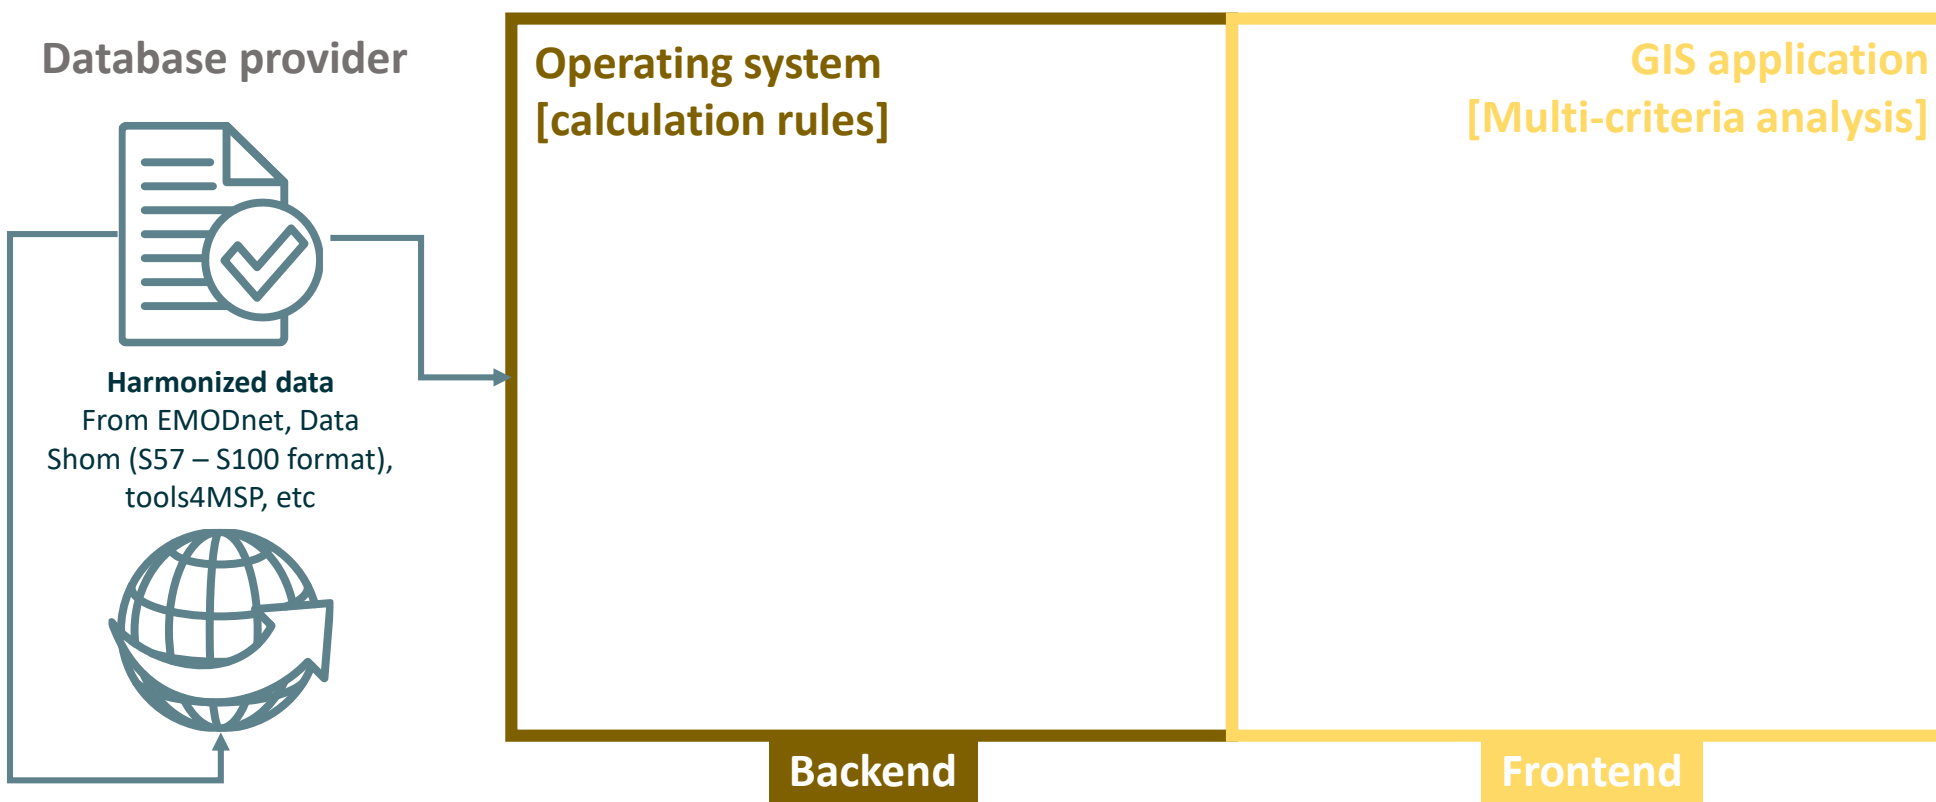 Database provider
Harmonized data
From EMODnet, Data
Shom (S57 – S100 format),
tools4MSP, etc
Operating system
[calculation rules]
Backend
GIS application
[Multi-criteria analysis]
Frontend